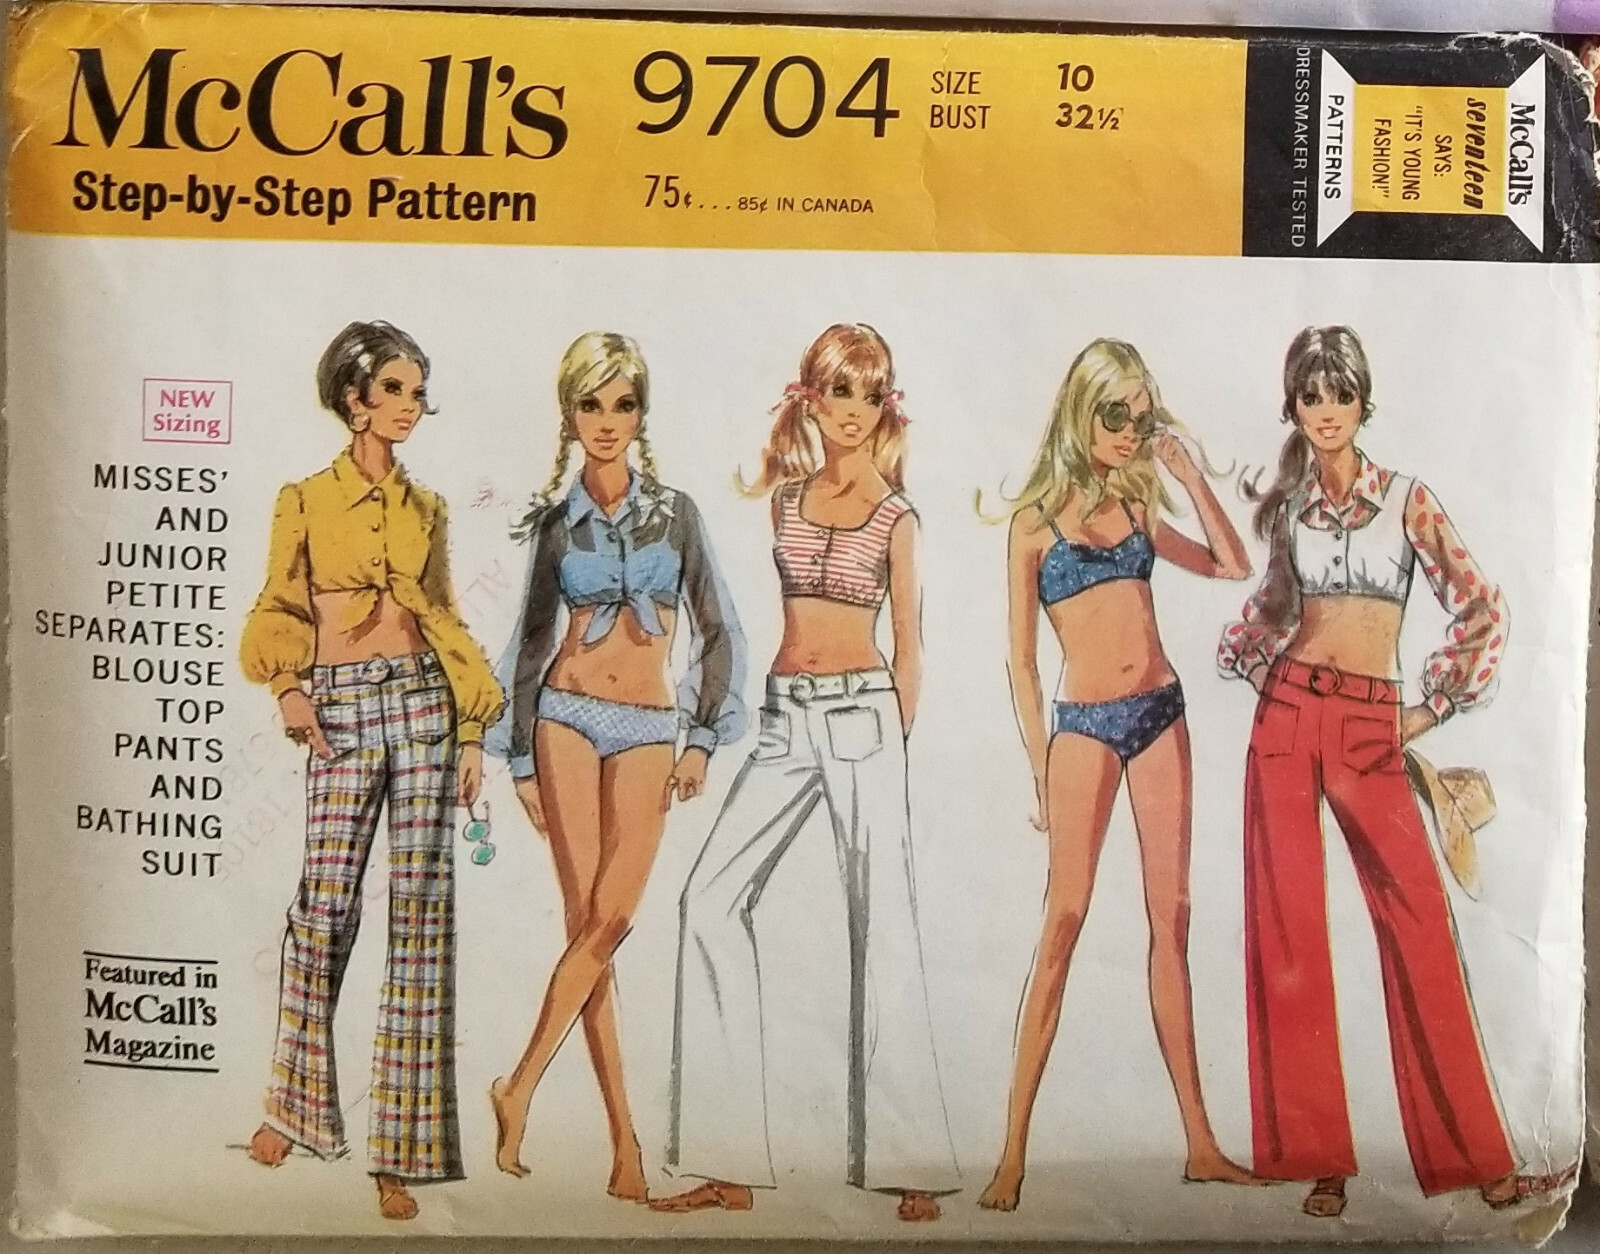 McCall's
Step-by-Step Pattern
9704
75¢...85¢ IN CANADA
SIZE 10
BUST 32½
McCall's
seventeen
SAYS:
"IT'S YOUNG
FASHION!"
PATTERNS
DRESSMAKER TESTED
NEW
Sizing
MISSES'
AND
JUNIOR
PETITE
SEPARATES:
BLOUSE
TOP
PANTS
AND
BATHING
SUIT
Featured in
McCall's
Magazine